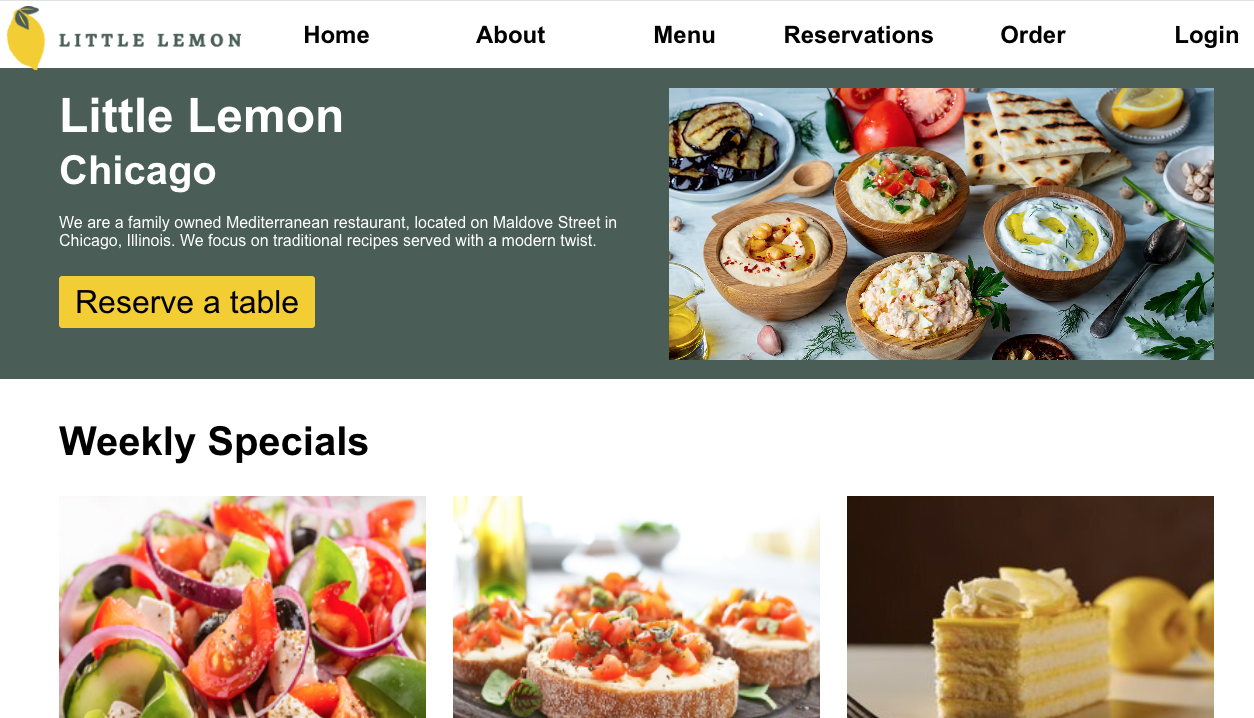 LITTLE LEMON
Home
About
Menu
Reservations
Order
Login
Little Lemon
Chicago
We are a family owned Mediterranean restaurant, located on Maldove Street in
Chicago, Illinois. We focus on traditional recipes served with a modern twist.
Reserve a table
Weekly Specials